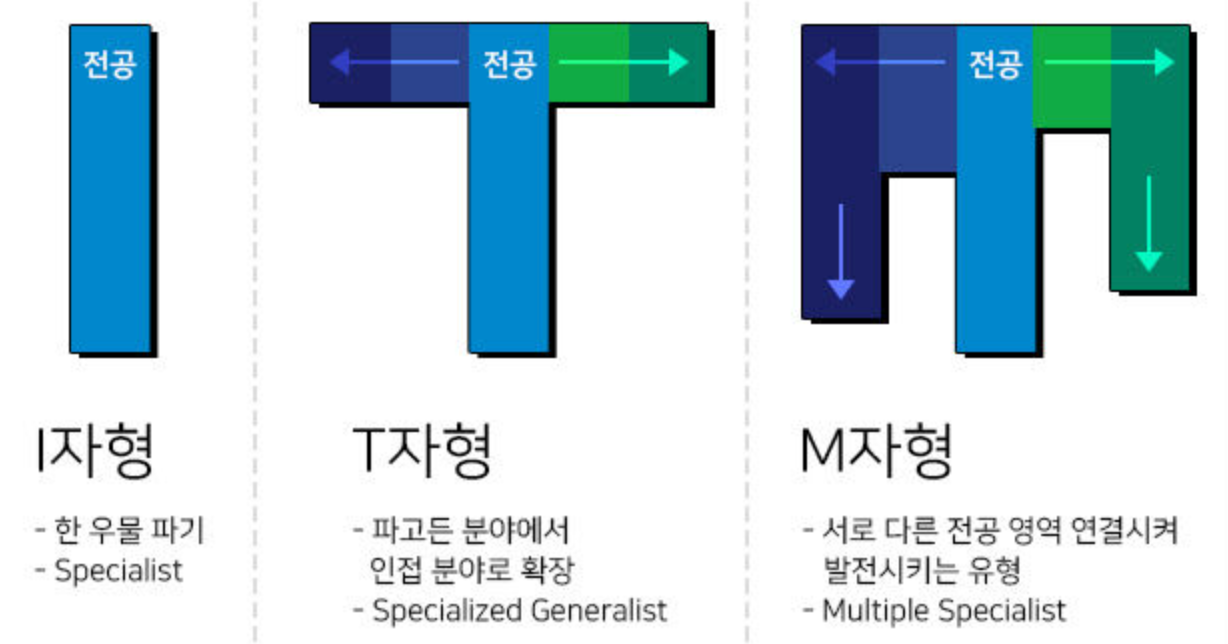 전공
전공
전공
I자형
- 한 우물 파기
- Specialist
T자형
- 파고든 분야에서
인접 분야로 확장
- Specialized Generalist
M자형
- 서로 다른 전공 영역 연결시켜
발전시키는 유형
- Multiple Specialist